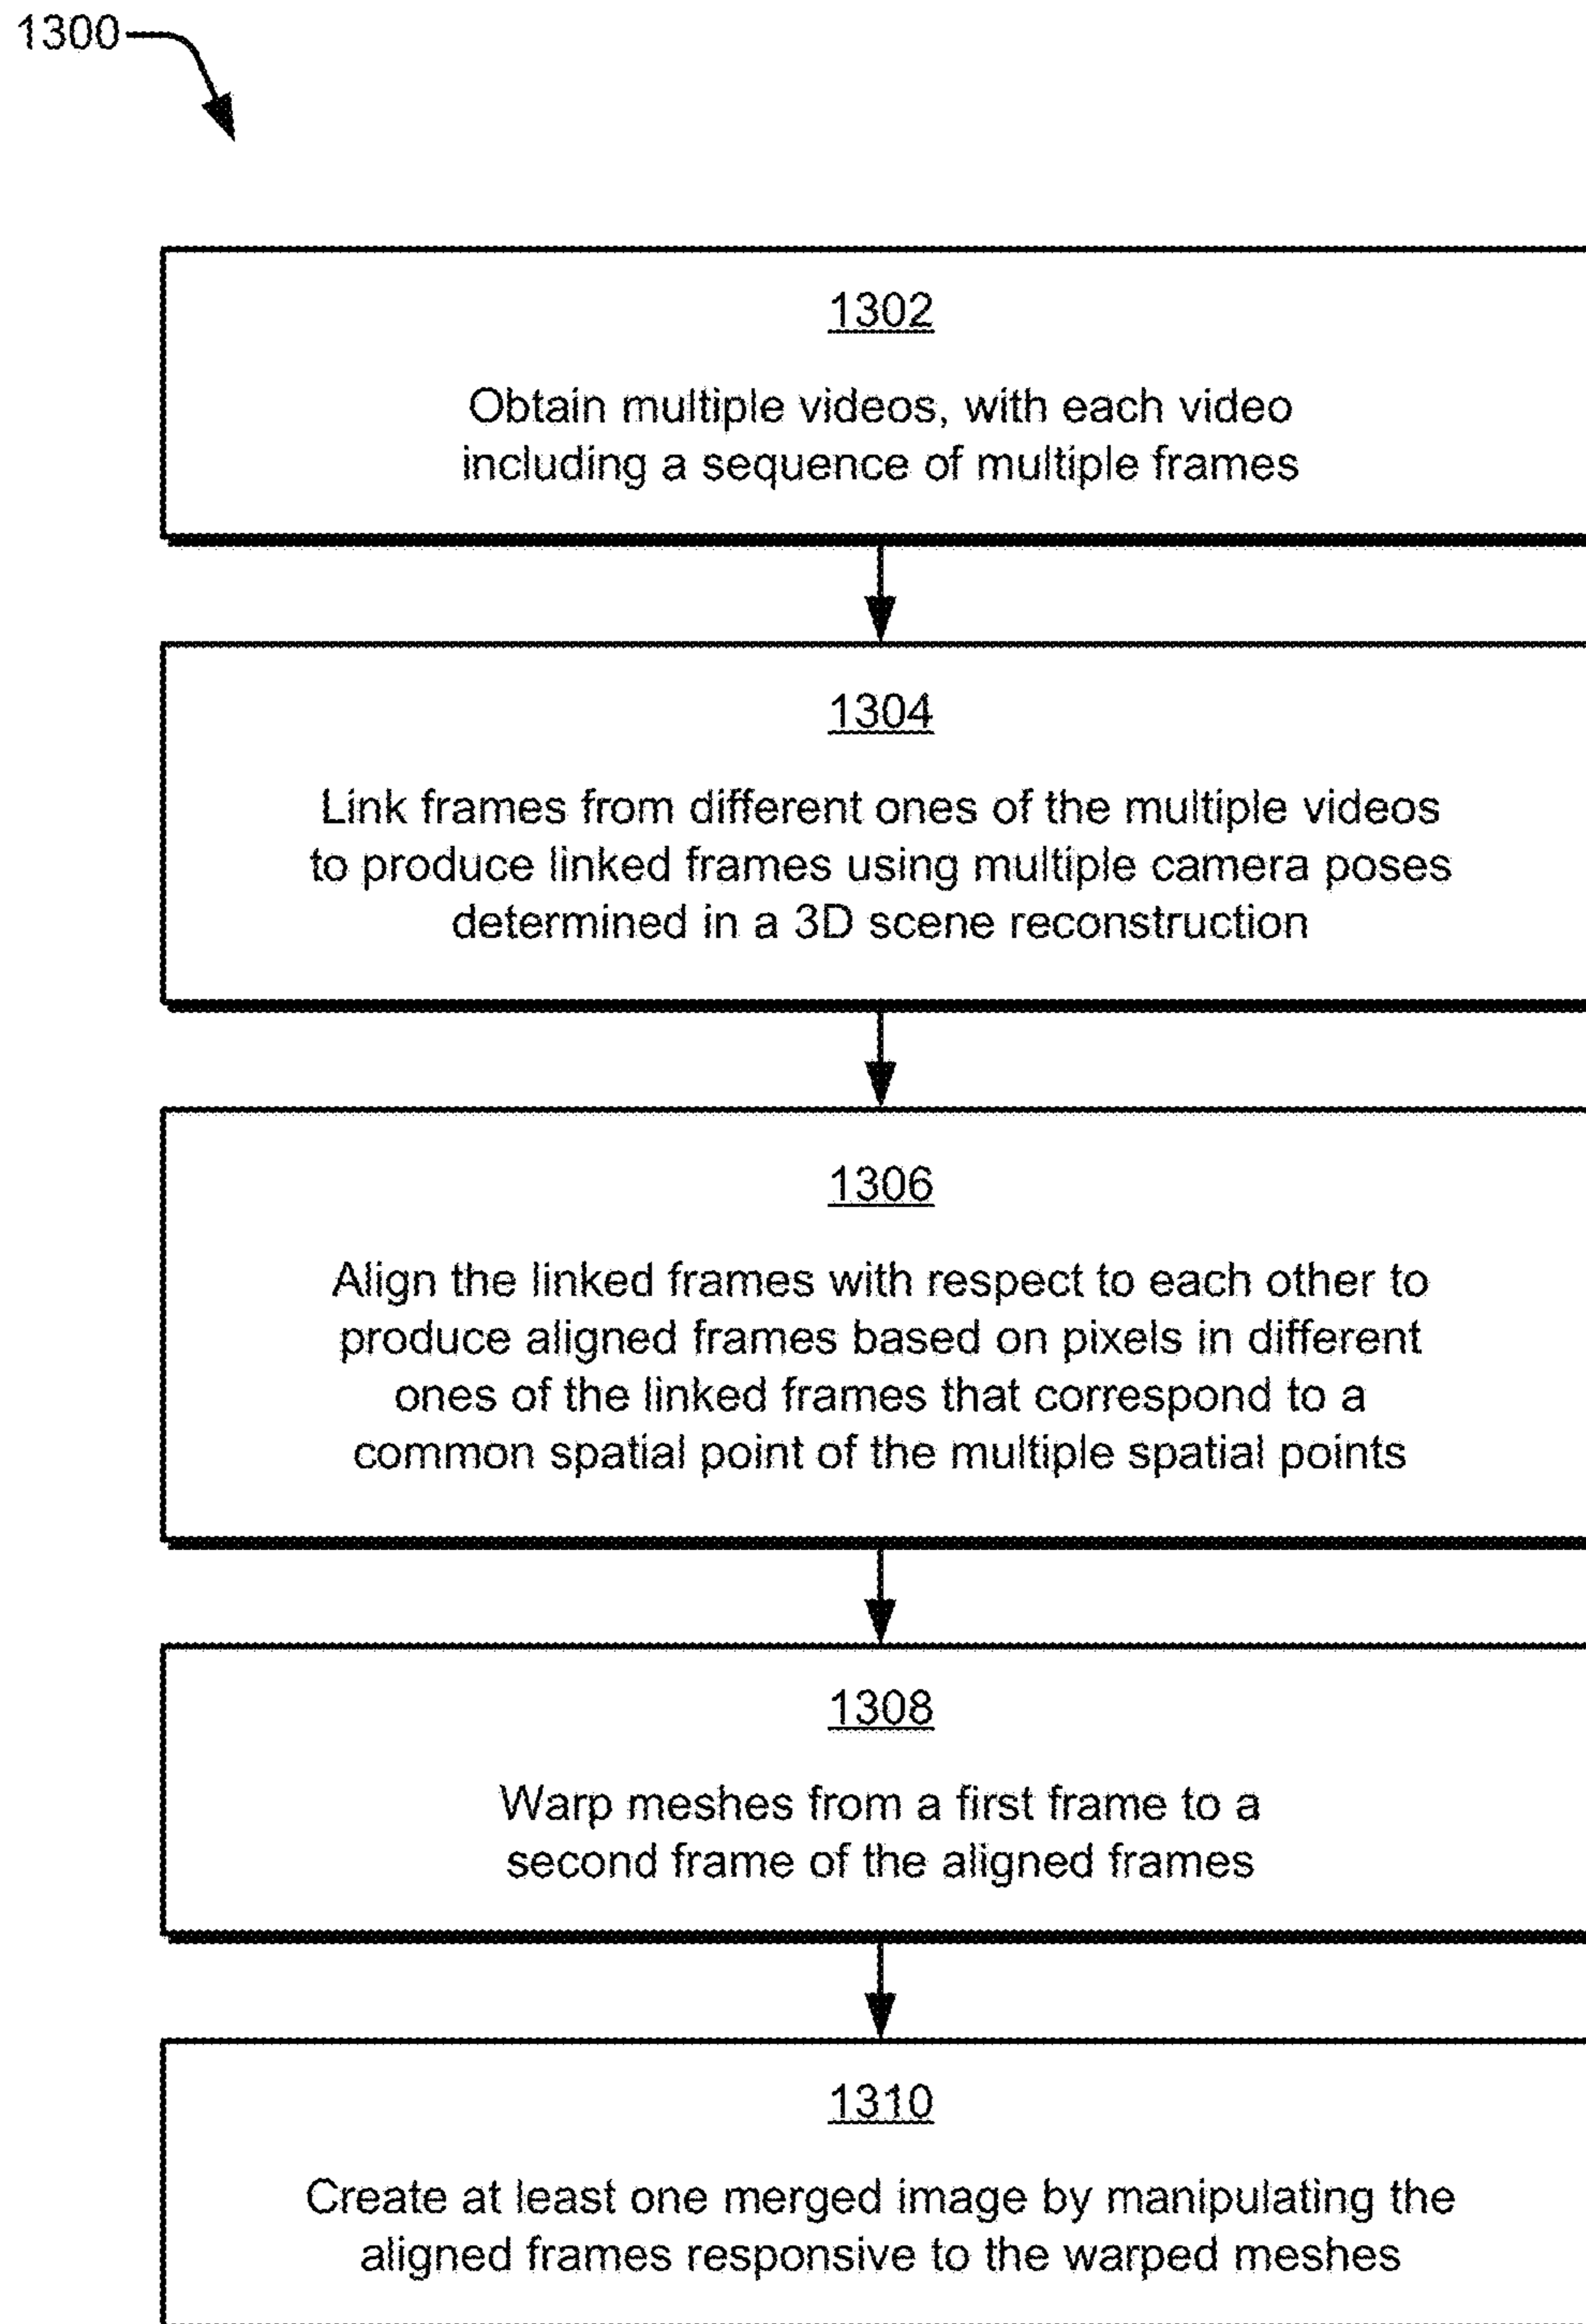 1300
1302
Obtain multiple videos, with each video
including a sequence of multiple frames
1304
Link frames from different ones of the multiple videos
to produce linked frames using multiple camera poses
determined in a 3D scene reconstruction
1306
Align the linked frames with respect to each other to
produce aligned frames based on pixels in different
ones of the linked frames that correspond to a
common spatial point of the multiple spatial points
1308
Warp meshes from a first frame to a
second frame of the aligned frames
1310
Create at least one merged image by manipulating the
aligned frames responsive to the warped meshes